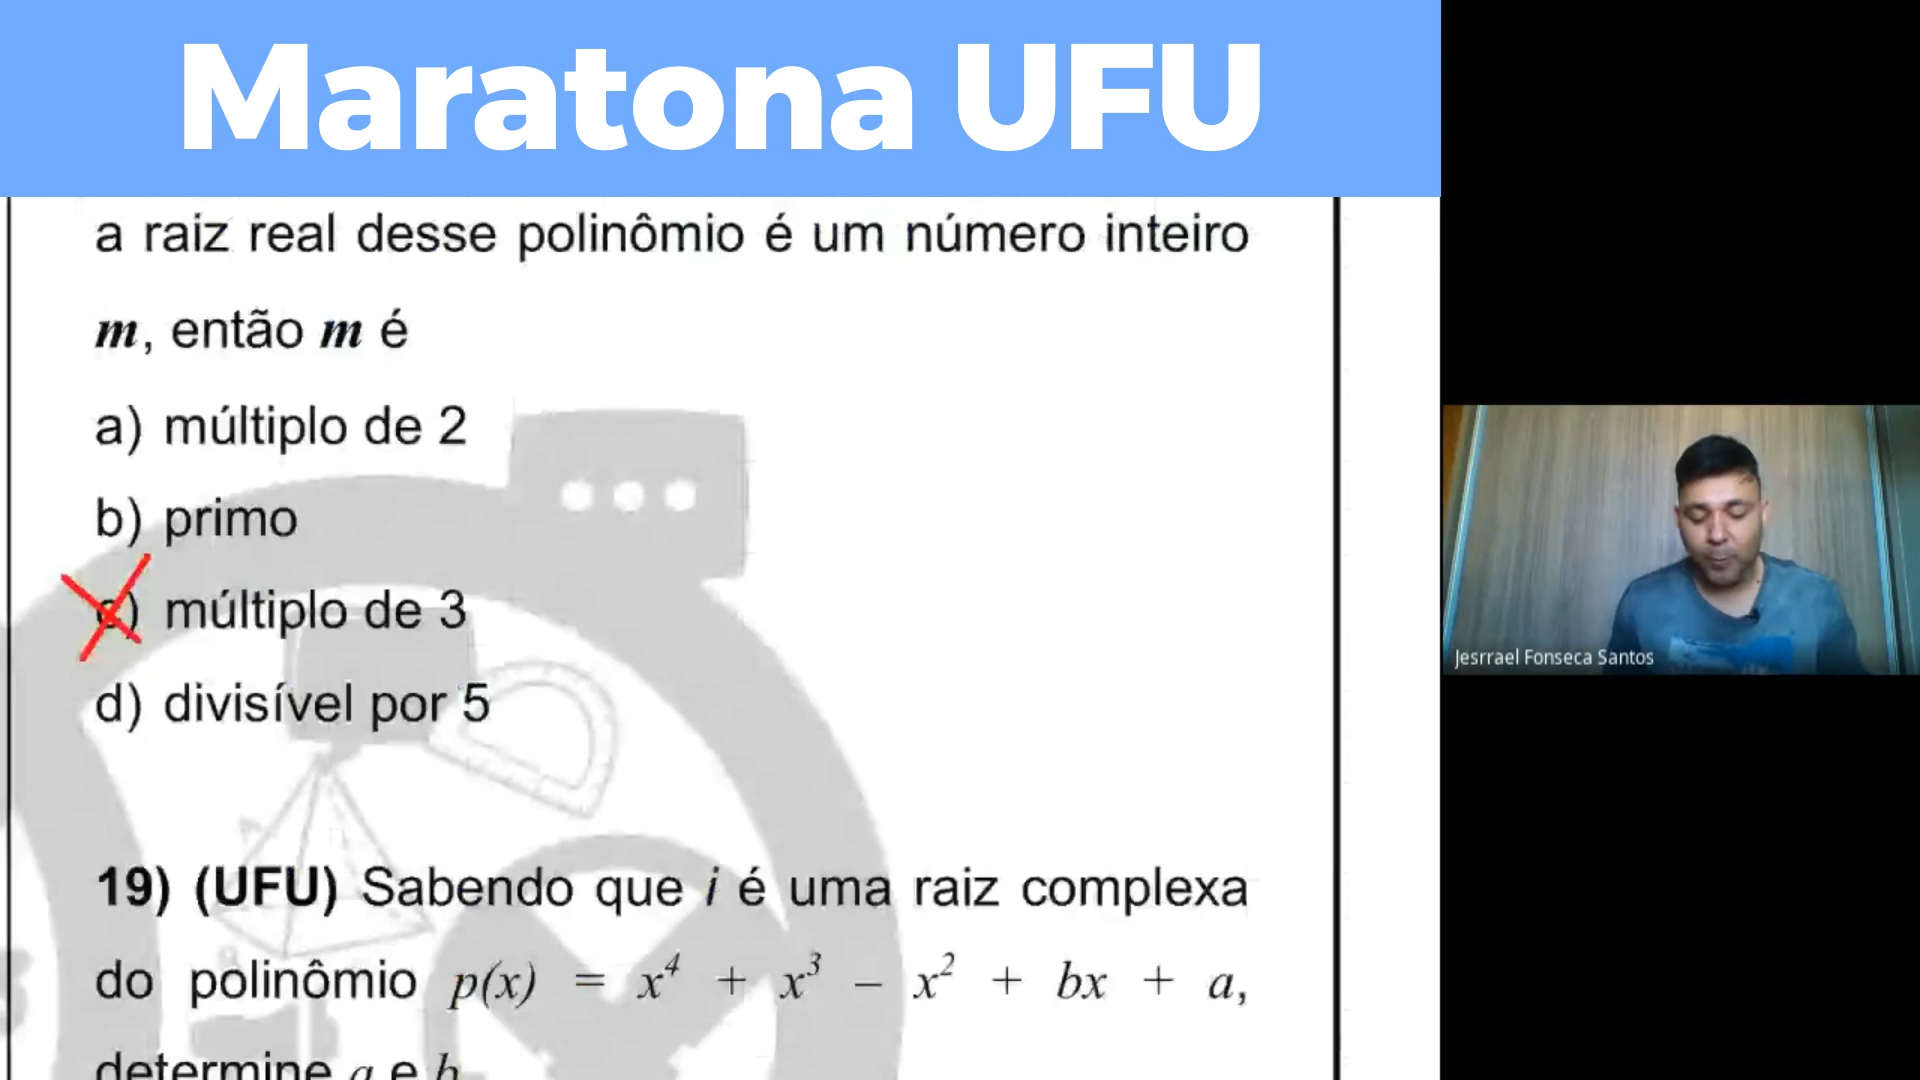 Maratona UFU
a raiz real desse polinômio é um número inteiro
m, então m é
a) múltiplo de 2
b) primo
c) múltiplo de 3
d) divisível por 5
Jesrrael Fonseca Santos
19) (UFU) Sabendo que i é uma raiz complexa
do polinômio p(x) = x⁴ + x³ – x² + bx + a,
determine a e b